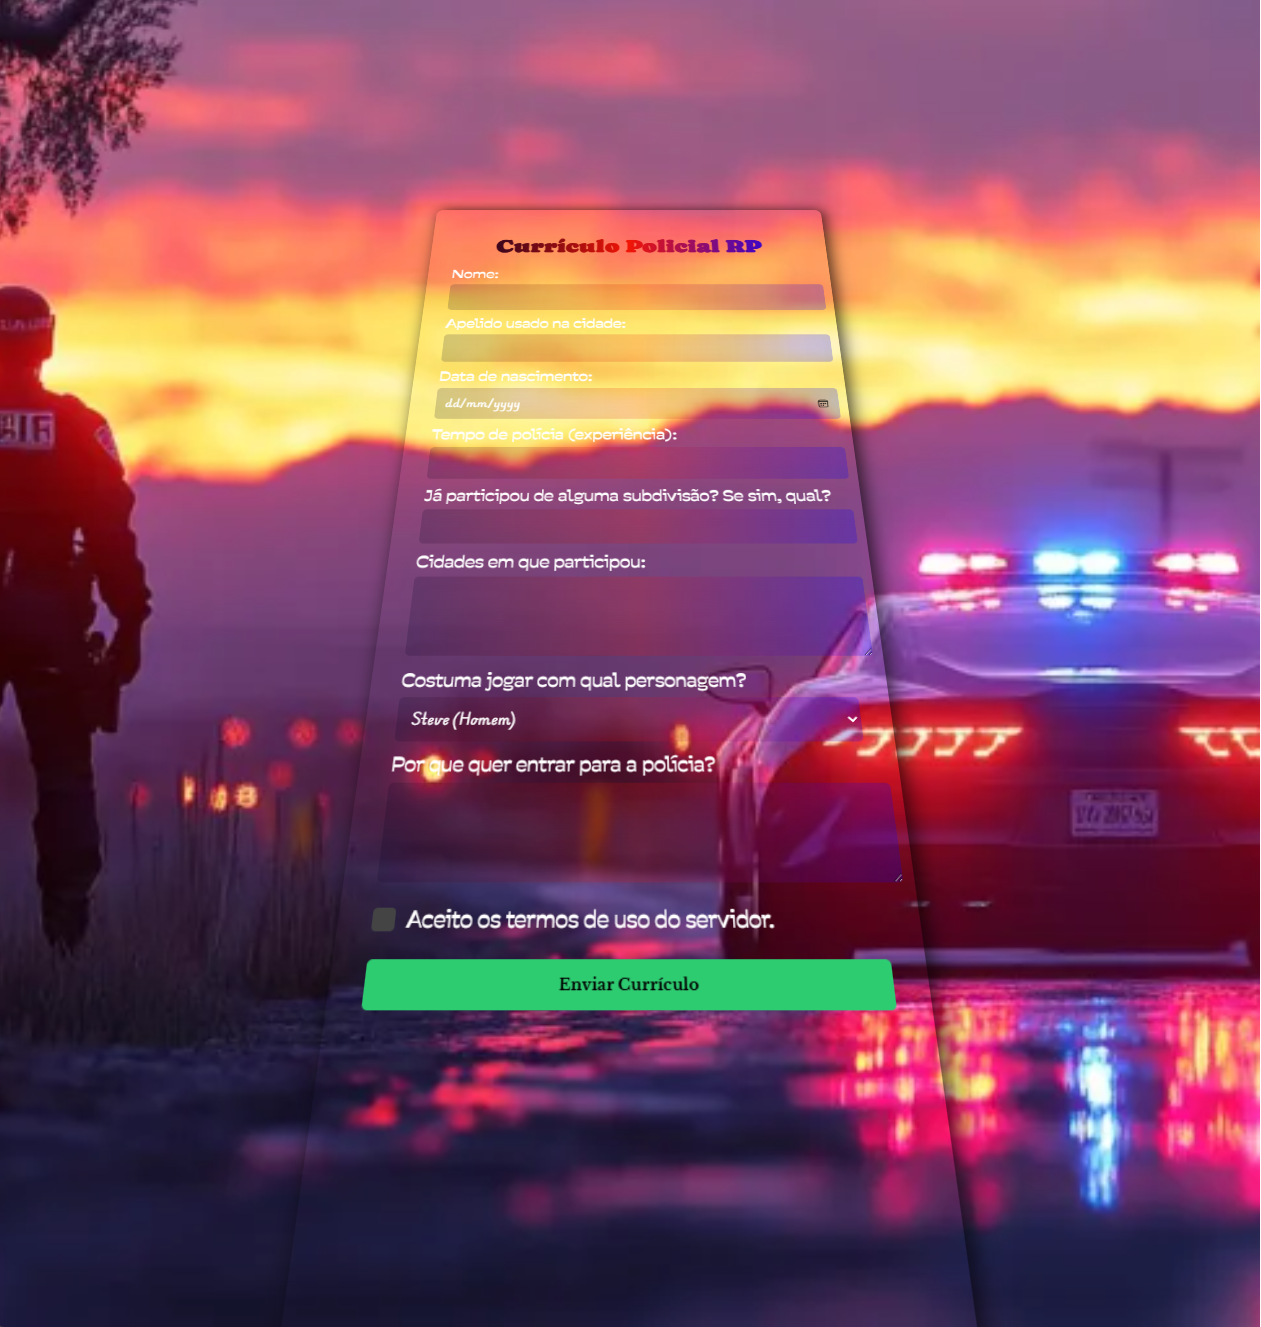 Currículo Policial RP
Nome:
Apelido usado na cidade:
Data de nascimento:
dd/mm/yyyy
Tempo de polícia (experiência):
Já participou de alguma subdivisão? Se sim, qual?
Cidades em que participou:
Costuma jogar com qual personagem?
Steve (Homem)
Por que quer entrar para a polícia?
Aceito os termos de uso do servidor.
Enviar Currículo